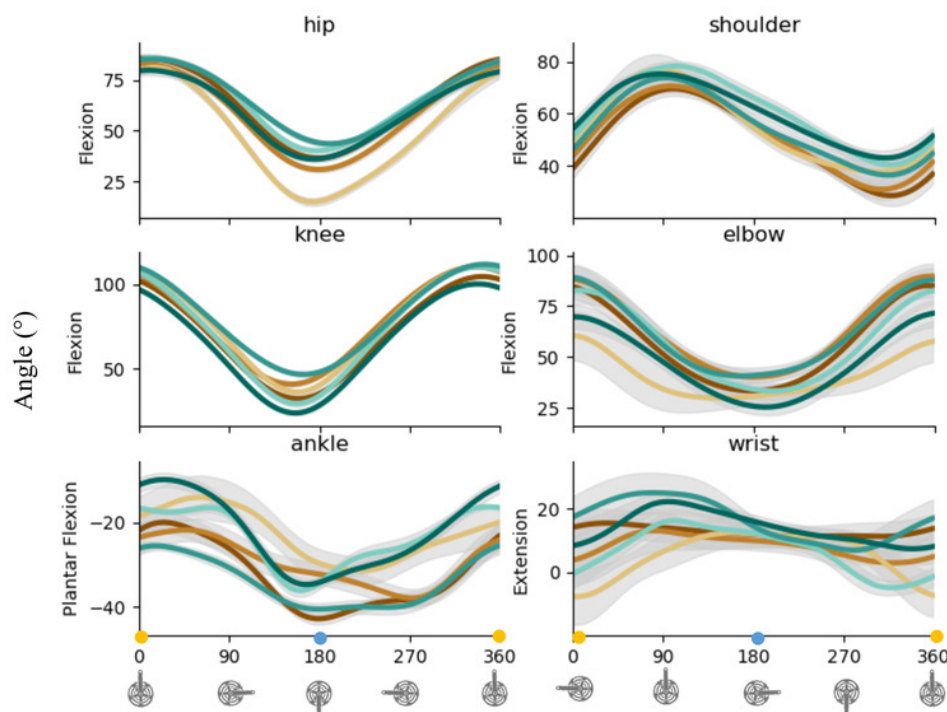 hip shoulder
75
50
25
Flexion
80
60
40
Flexion
knee elbow
100
50
Flexion
100
75
50
25
Flexion
Angle (°)
ankle wrist
−20
−40
Plantar Flexion
20
0
Extension
0 90 180 270 360 0 90 180 270 360